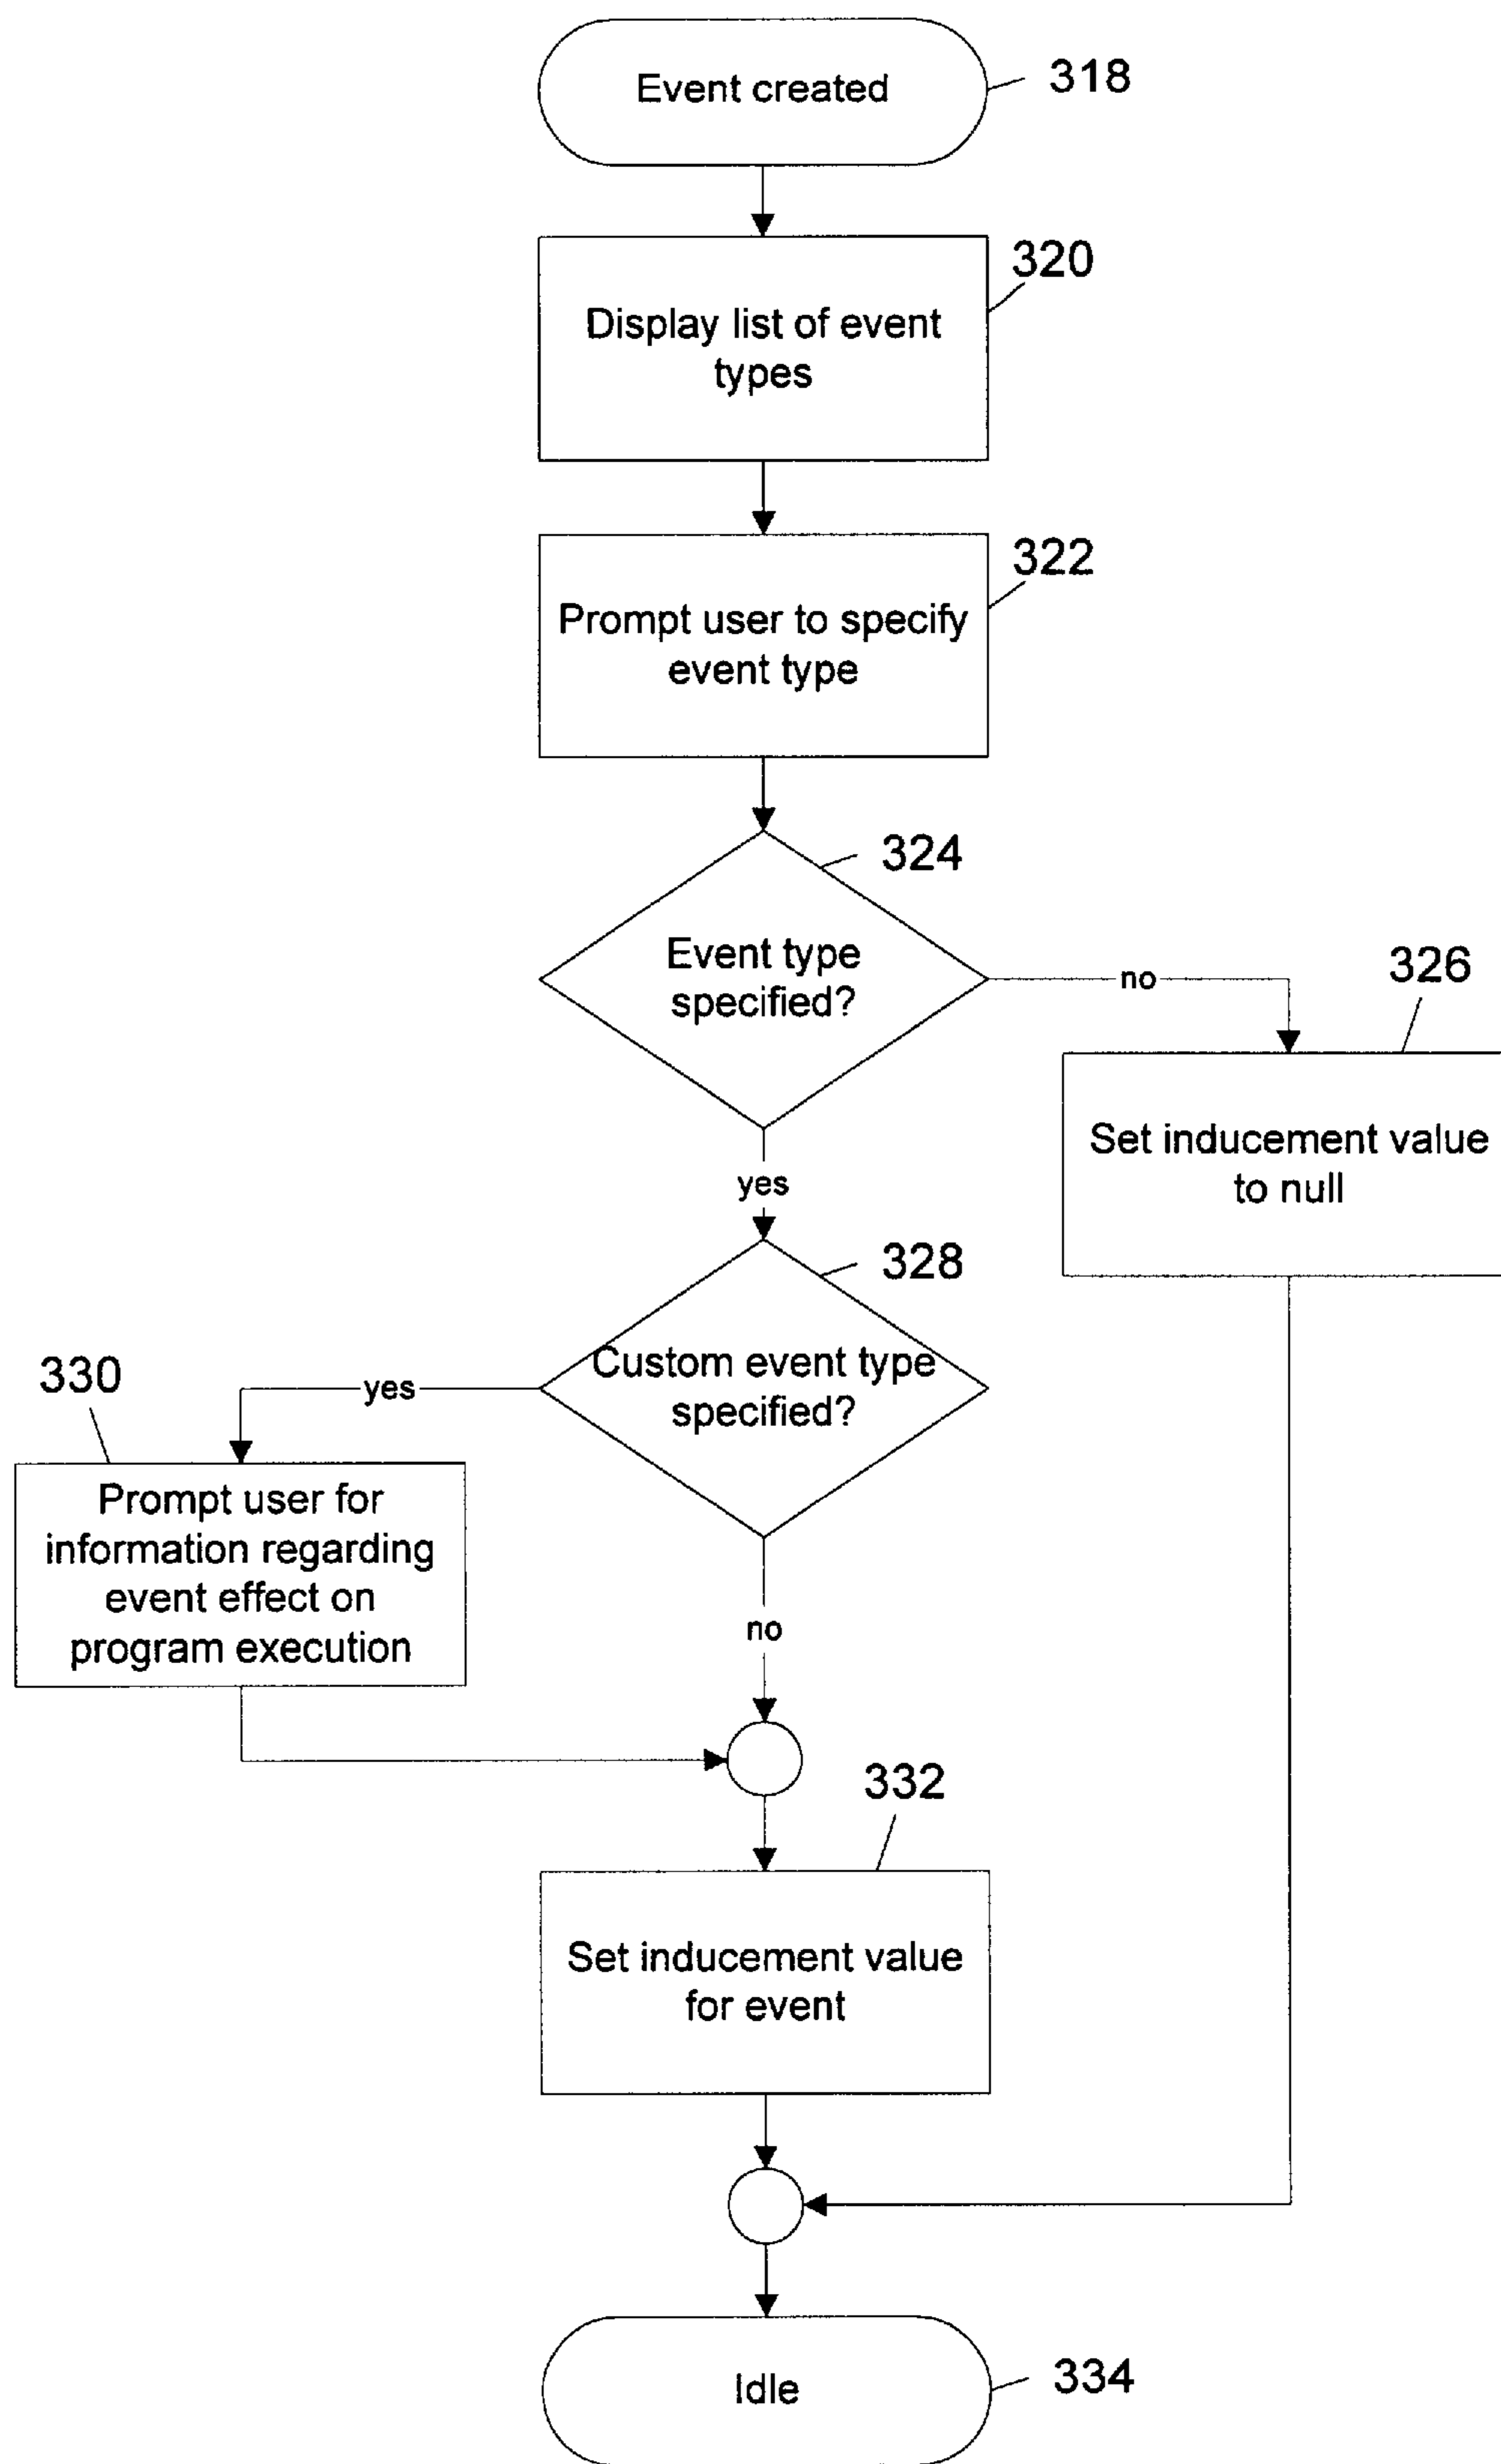 Event created
318
320
Display list of event
types
322
Prompt user to specify
event type
324
Event type
specified?
no
326
Set inducement value
to null
yes
328
Custom event type
specified?
yes
330
Prompt user for
information regarding
event effect on
program execution
no
332
Set inducement value
for event
Idle
334